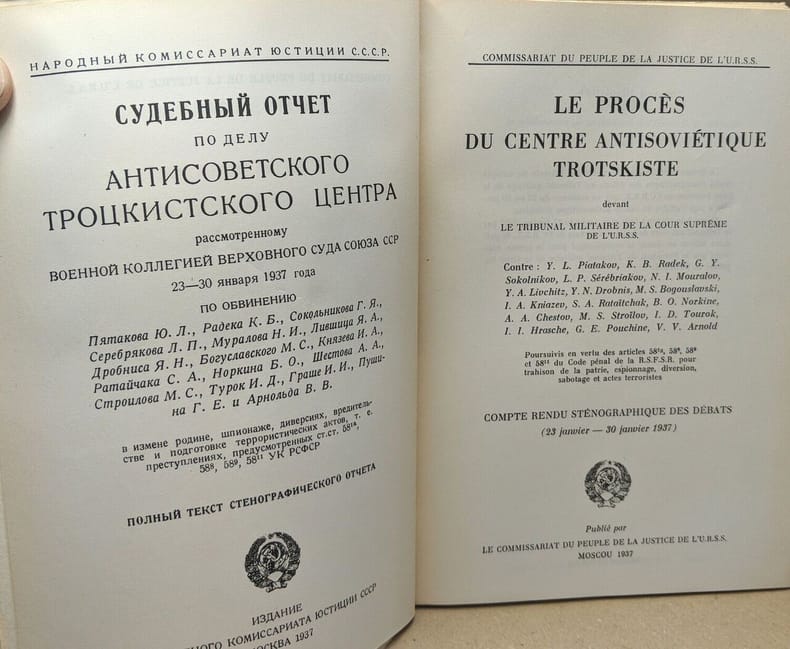 НАРОДНЫЙ КОМИССАРИАТ ЮСТИЦИИ С.С.С.Р.
СУДЕБНЫЙ ОТЧЕТ
ПО ДЕЛУ
АНТИСОВЕТСКОГО
ТРОЦКИСТСКОГО ЦЕНТРА
рассмотренному
ВОЕННОЙ КОЛЛЕГИЕЙ ВЕРХОВНОГО СУДА СОЮЗА ССР
23—30 января 1937 года
ПО ОБВИНЕНИЮ
Пятакова Ю. Л., Радека К. Б., Сокольникова Г. Я.,
Серебрякова Л. П., Муралова Н. И., Лившица Я. А.,
Дробниса Я. Н., Богуславского М. С., Князева И. А.,
Ратайчака С. А., Норкина Б. О., Шестова А. А.,
Строилова М. С., Турок И. Д., Граше И. И., Пуши-
на Г. Е. и Арнольда В. В.
в измене родине, шпионаже, диверсиях, вредитель-
стве и подготовке террористических актов, т. е.
преступлениях, предусмотренных ст.ст. 58¹ᵃ,
58⁸, 58⁹, 58¹¹ УК РСФСР
ПОЛНЫЙ ТЕКСТ СТЕНОГРАФИЧЕСКОГО ОТЧЕТА
ИЗДАНИЕ
КОМИССАРИАТА ЮСТИЦИИ СССР
1937
COMMISSARIAT DU PEUPLE DE LA JUSTICE DE L'U.R.S.S.
LE PROCÈS
DU CENTRE ANTISOVIÉTIQUE
TROTSKISTE
devant
LE TRIBUNAL MILITAIRE DE LA COUR SUPRÊME
DE L'U.R.S.S.
Contre : Y. L. Piatakov, K. B. Radek, G. Y.
Sokolnikov, L. P. Sérébriakov, N. I. Mouralov,
Y. A. Livchitz, Y. N. Drobnis, M. S. Bogouslavski,
I. A. Kniazev, S. A. Rataïtchak, B. O. Norkine,
A. A. Chestov, M. S. Stroïlov, I. D. Tourok,
I. I. Hrasche, G. E. Pouchine, V. V. Arnold
Poursuivis en vertu des articles 58¹ᵃ, 58⁸, 58⁹
et 58¹¹ du Code pénal de la R.S.F.S.R. pour
trahison de la patrie, espionnage, diversion,
sabotage et actes terroristes
COMPTE RENDU STÉNOGRAPHIQUE DES DÉBATS
(23 janvier — 30 janvier 1937)
Publié par
LE COMMISSARIAT DU PEUPLE DE LA JUSTICE DE L'U.R.S.S.
MOSCOU 1937